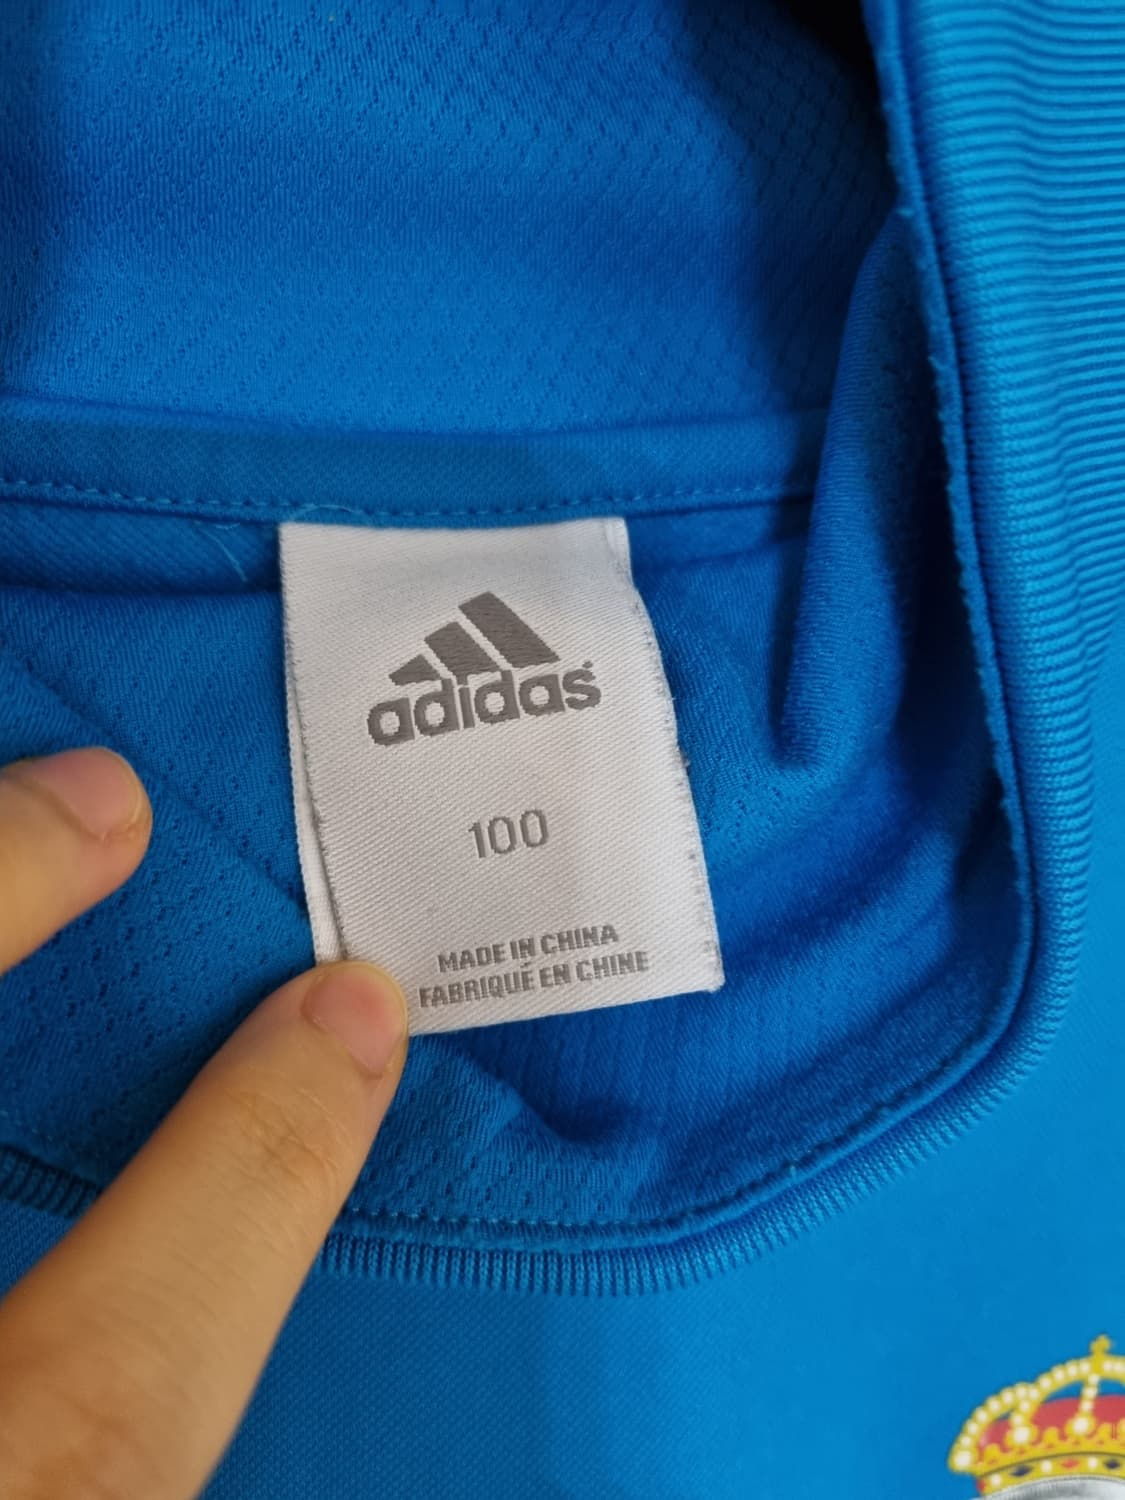 adidas
100
MADE IN CHINA
FABRIQUÉ EN CHINE